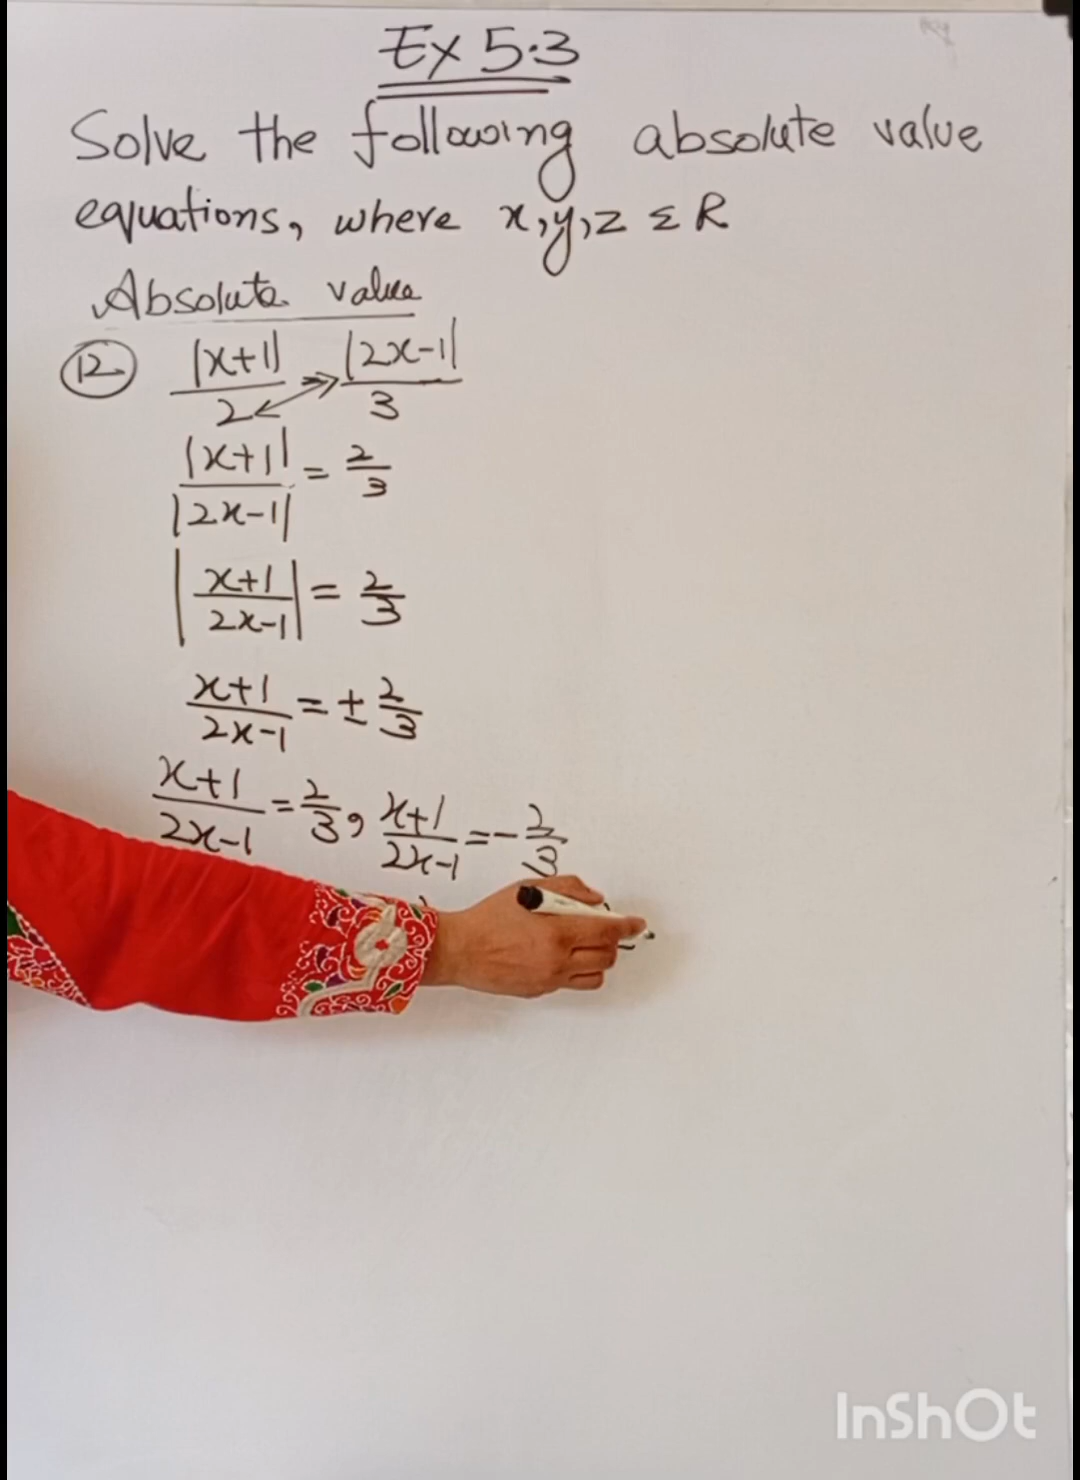 Ex 5.3
Solve the following absolute value
equations, where x,y,z Σ R
Absolute value
12 |x+1|/2 = |2x-1|/3
|x+1|/|2x-1| = 2/3
|x+1/2x-1| = 2/3
x+1/2x-1 = ± 2/3
x+1/2x-1 = 2/3, x+1/2x-1 = -2/3
InShOt